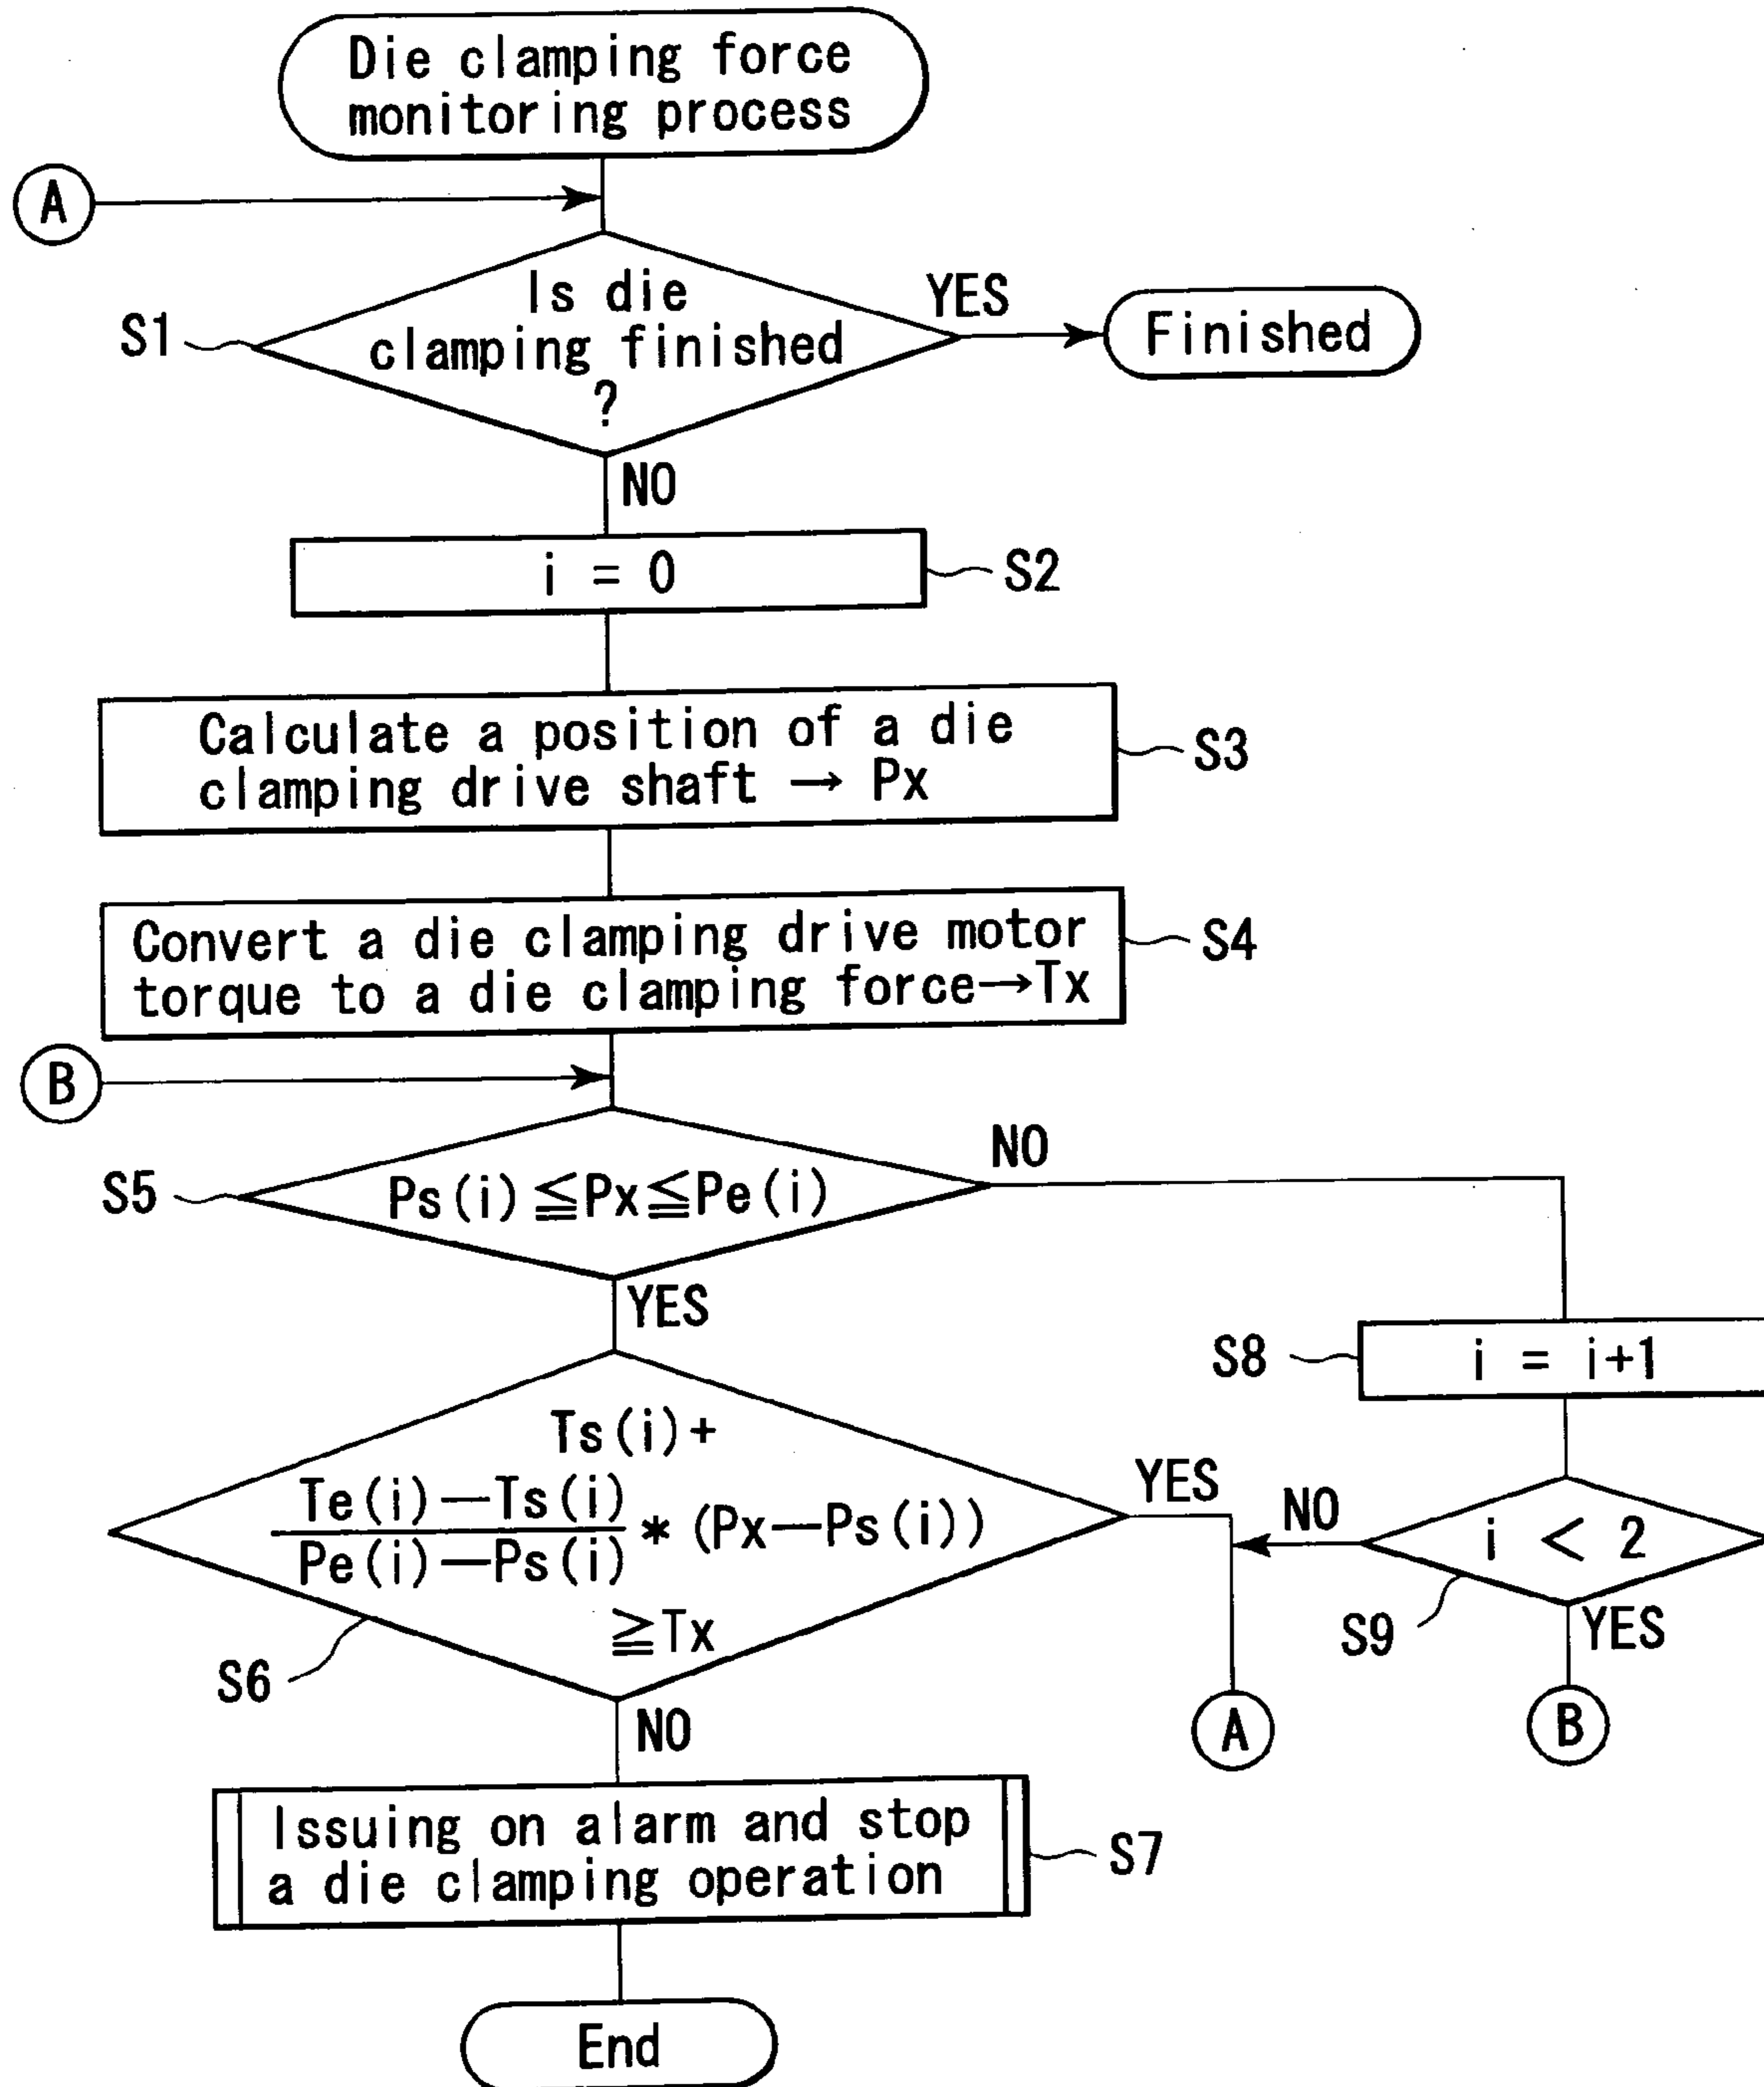 Die clamping force
monitoring process
A
Is die
clamping finished
?
YES
Finished
S1
NO
i = 0
S2
Calculate a position of a die
clamping drive shaft → Px
S3
Convert a die clamping drive motor
torque to a die clamping force→Tx
S4
B
S5
Ps(i)≦Px≦Pe(i)
NO
YES
S8
i = i+1
Ts(i)+
Te(i)—Ts(i)
Pe(i)—Ps(i)
* (Px—Ps(i))
≧Tx
YES
S6
NO
NO
i < 2
S9
YES
A
B
Issuing on alarm and stop
a die clamping operation
S7
End